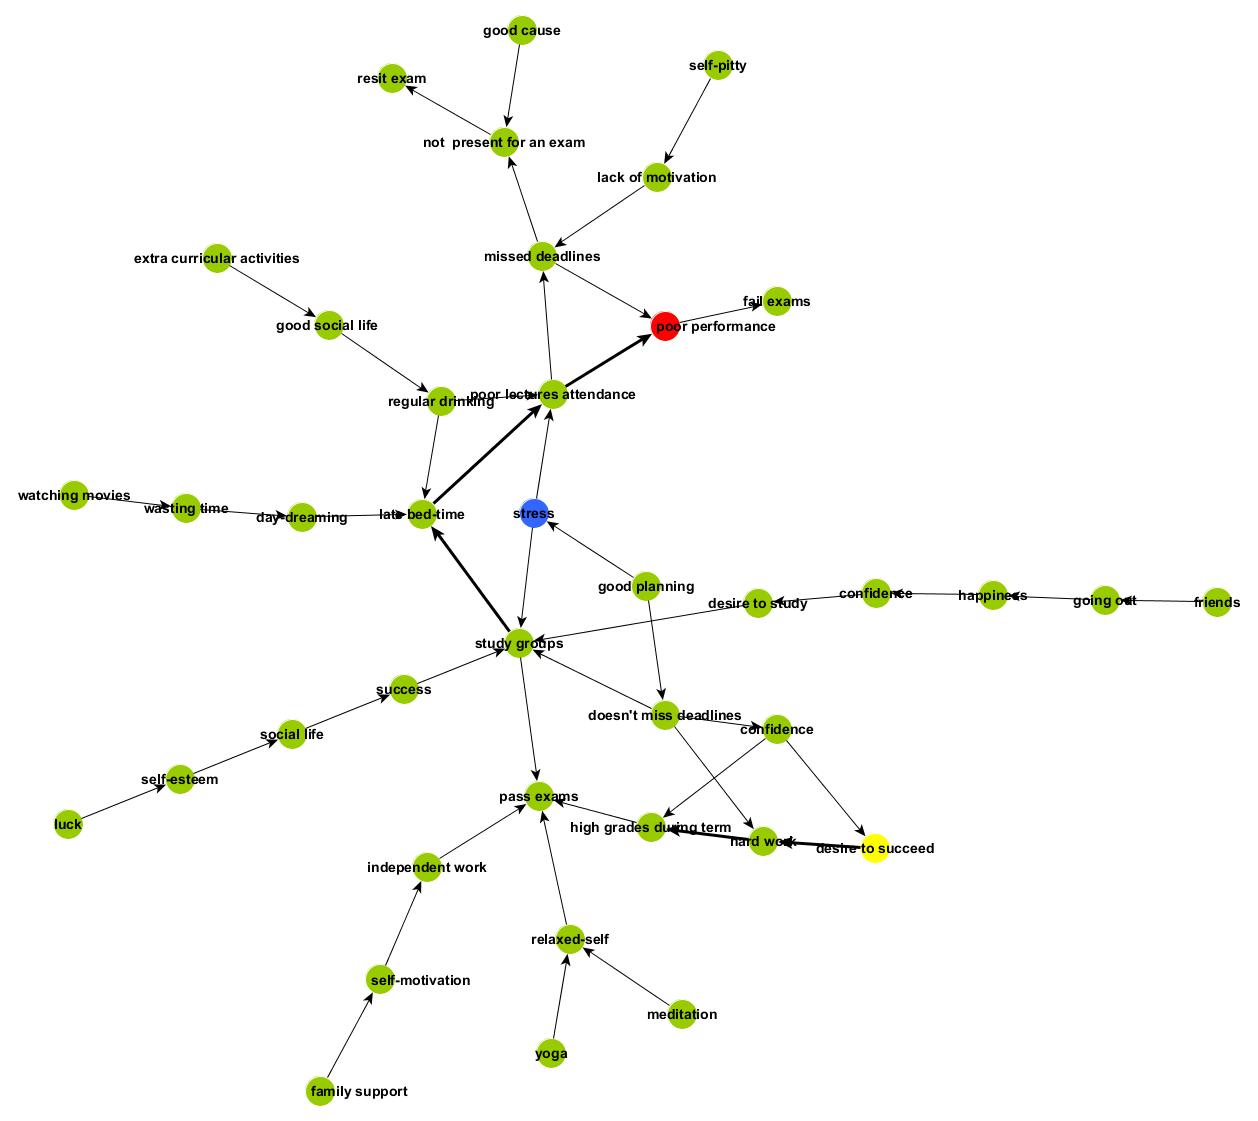 good cause
self-pitty
resit exam
not present for an exam
lack of motivation
missed deadlines
extra curricular activities
fail exams
good social life
poor performance
poor lectures attendance
regular drinking
watching movies
wasting time
day-dreaming
late bed-time
stress
good planning
confidence
happiness
going out
friends
desire to study
study groups
success
doesn't miss deadlines
confidence
social life
self-esteem
pass exams
luck
high grades during term
hard work
desire to succeed
independent work
relaxed-self
self-motivation
meditation
yoga
family support